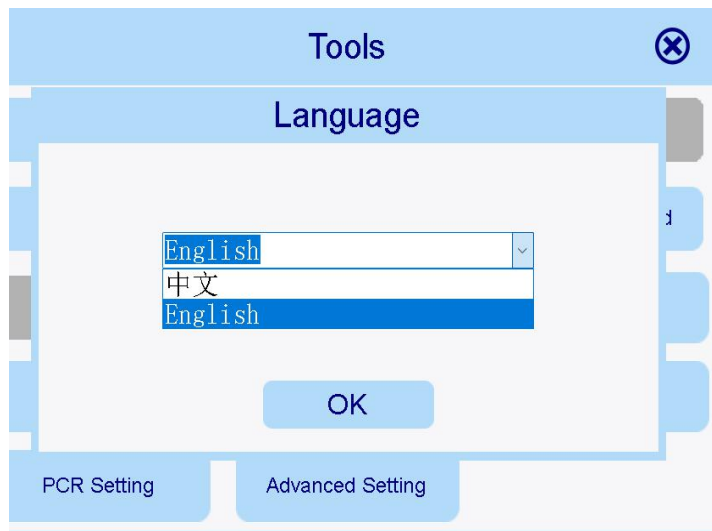 Tools
Language
English
中文
English
OK
PCR Setting
Advanced Setting